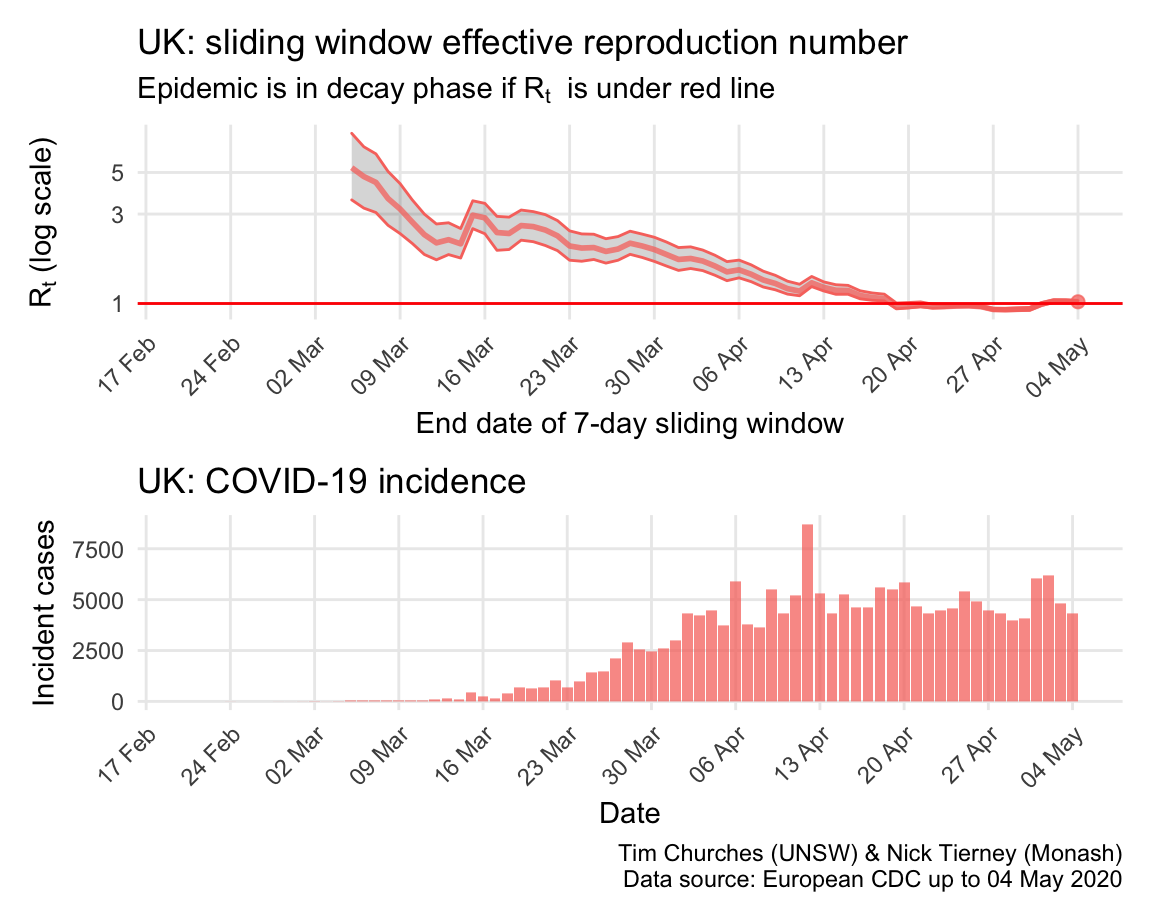 UK: sliding window effective reproduction number
Epidemic is in decay phase if Rt is under red line
Rt (log scale)
5
3
1
17 Feb
24 Feb
02 Mar
09 Mar
16 Mar
23 Mar
30 Mar
06 Apr
13 Apr
20 Apr
27 Apr
04 May
End date of 7-day sliding window
UK: COVID-19 incidence
Incident cases
7500
5000
2500
0
17 Feb
24 Feb
02 Mar
09 Mar
16 Mar
23 Mar
30 Mar
06 Apr
13 Apr
20 Apr
27 Apr
04 May
Date
Tim Churches (UNSW) & Nick Tierney (Monash)
Data source: European CDC up to 04 May 2020